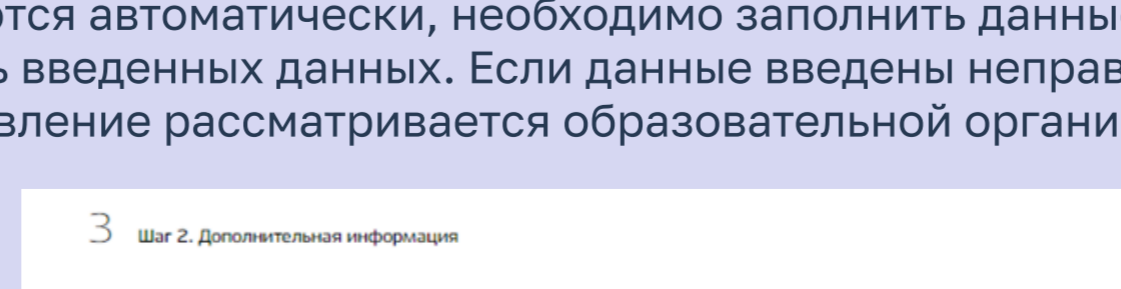 тся автоматически, необходимо заполнить данны
введенных данных. Если данные введены неправ
вление рассматривается образовательной органи
3 Шаг 2. Дополнительная информация